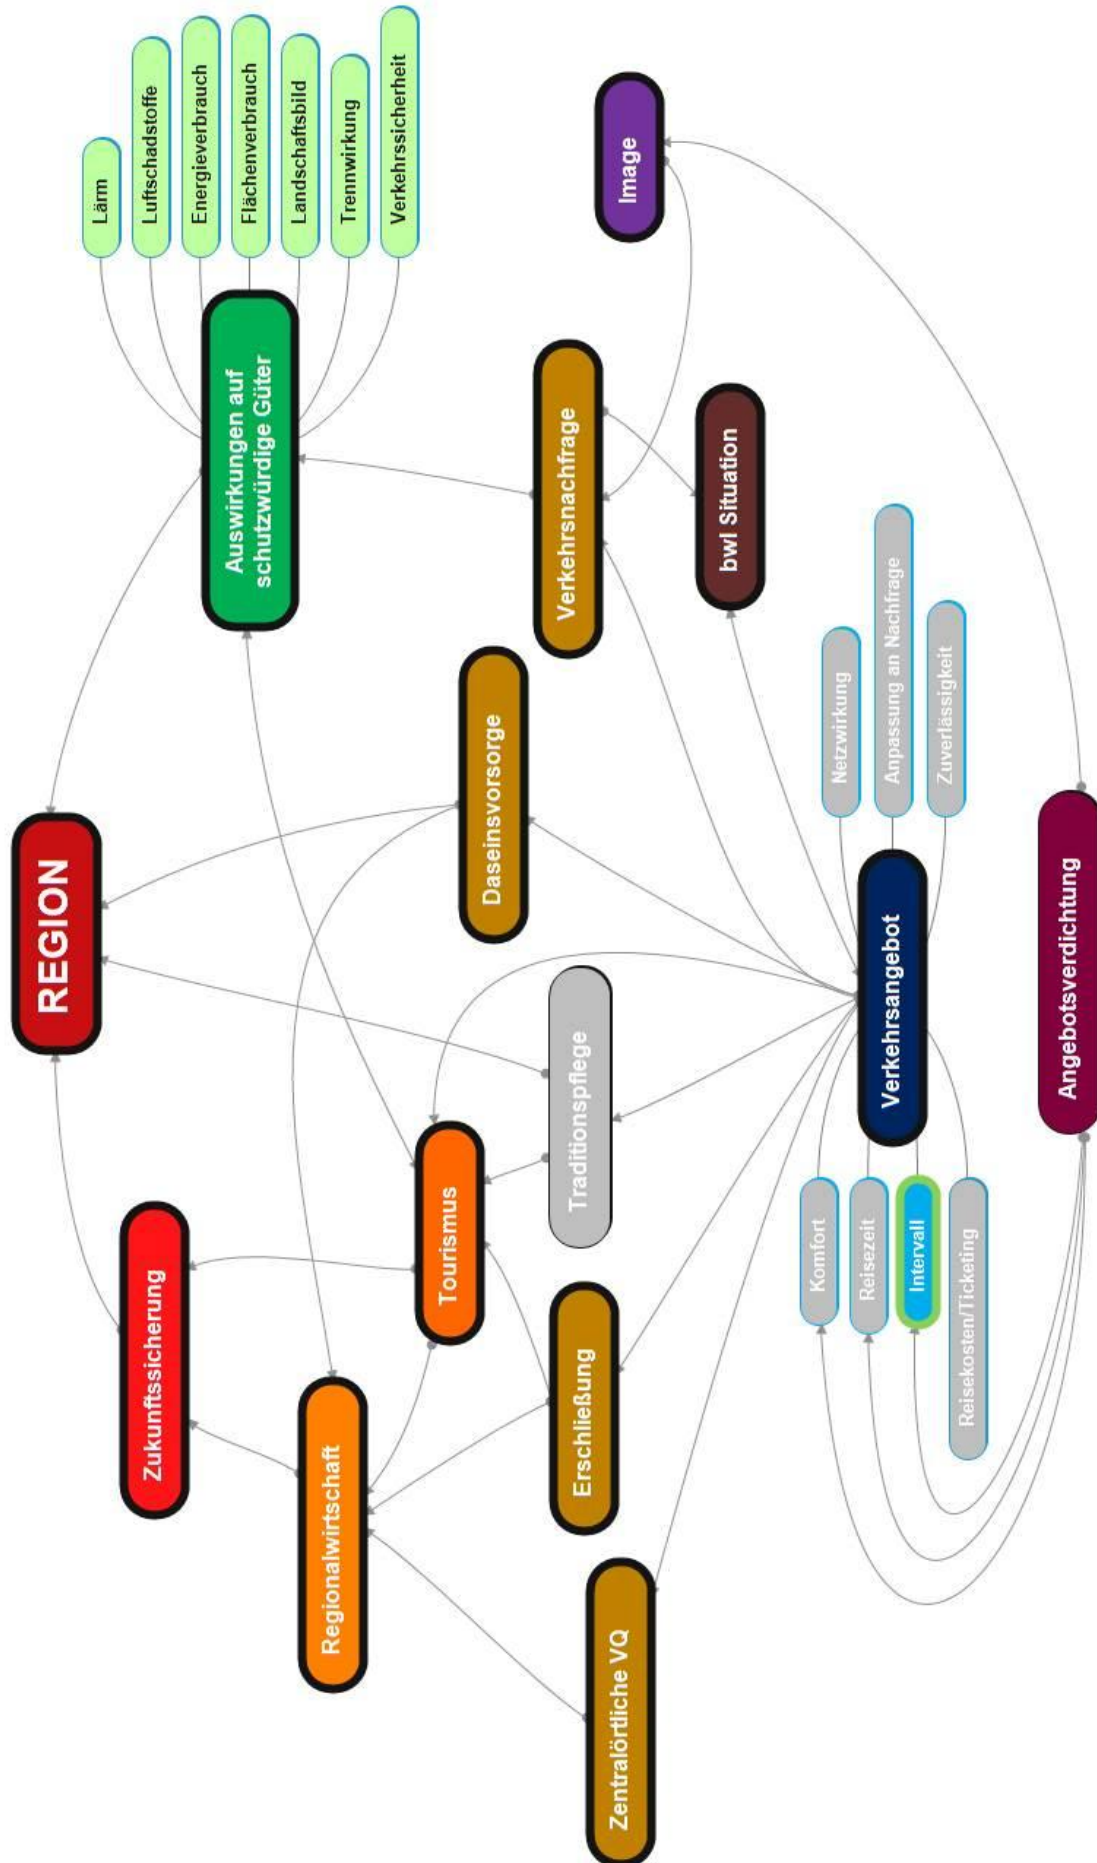 REGION
Zukunftssicherung
Auswirkungen auf
schutzwürdige Güter
Lärm
Luftschadstoffe
Energieverbrauch
Flächenverbrauch
Landschaftsbild
Trennwirkung
Verkehrssicherheit
Regionalwirtschaft
Tourismus
Daseinsvorsorge
Zentralörtliche VQ
Erschließung
Traditionspflege
Verkehrsnachfrage
Image
bwl Situation
Verkehrsangebot
Komfort
Reisezeit
Intervall
Reisekosten/Ticketing
Netzwirkung
Anpassung an Nachfrage
Zuverlässigkeit
Angebotsverdichtung